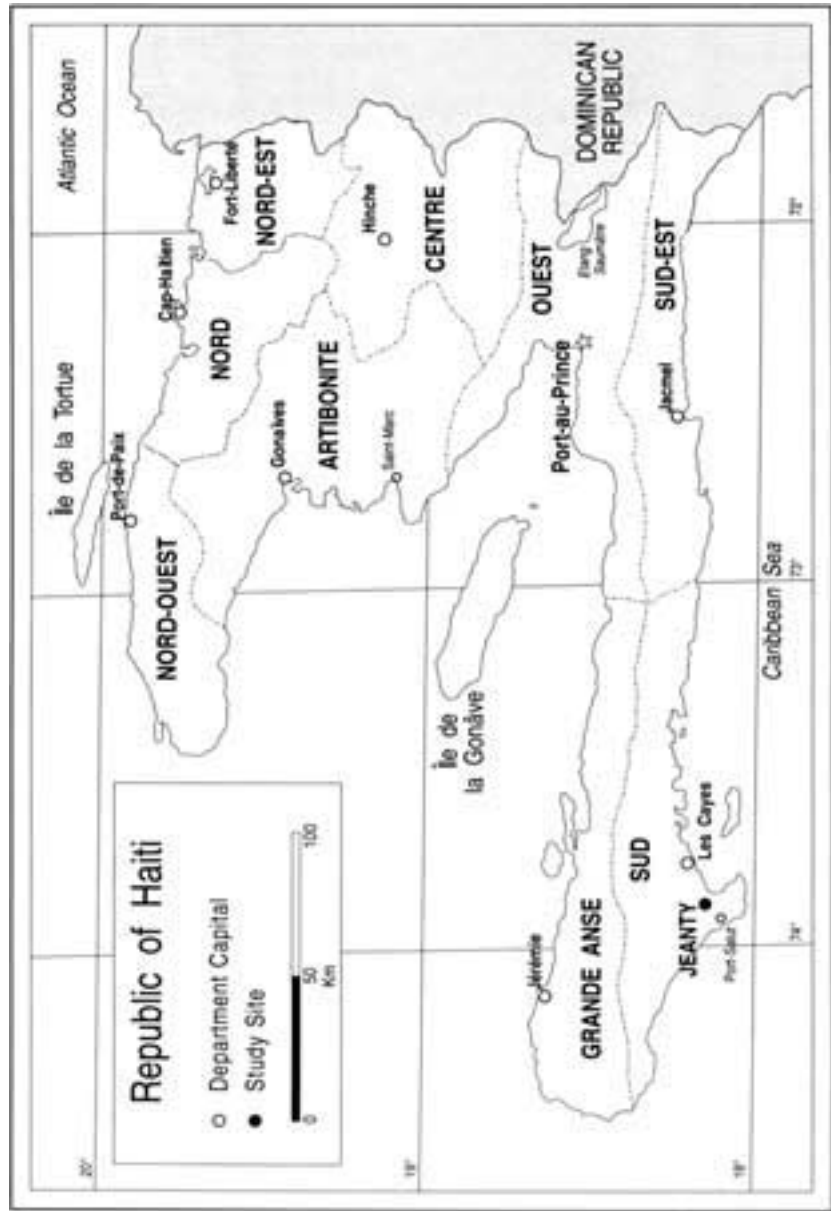 Republic of Haiti
Department Capital
Study Site
0
50
100
Km
Atlantic Ocean
Île de la Tortue
Port-de-Paix
Cap-Haïtien
Fort-Liberté
NORD-OUEST
NORD
NORD-EST
Gonaïves
Hinche
ARTIBONITE
CENTRE
Saint-Marc
Île de
la Gonâve
OUEST
DOMINICAN
REPUBLIC
Port-au-Prince
Etang
Saumâtre
Jérémie
GRANDE ANSE
SUD
SUD-EST
Jacmel
Les Cayes
JEANTY
Port-Salut
Caribbean Sea
20°
19°
18°
74°
73°
72°